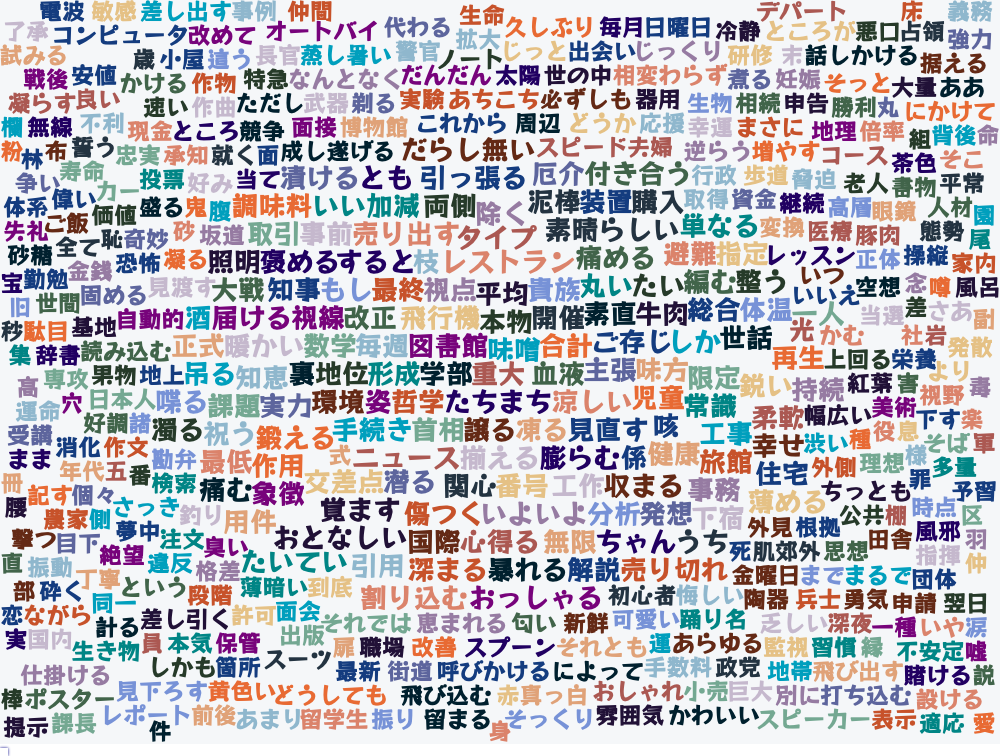 電波 敏感 差し出す 事例 仲間 生命 デパート 床 義務
了承 コンピュータ 改めて オートバイ 代わる 拡大 久しぶり 毎月 日曜日 冷静 ところが 悪口 占領 強力
試みる 歳 小屋 違う 長官 蒸し暑い 警官 ノート じっと 出会い じっくり 研修 末 話しかける 据える
戦後 安値 かける 作物 特急 なんとなく だんだん 太陽 世の中 相変わらず 煮る 妊娠 そっと 大量 ああ
凝らす 良い 速い 作曲 ただし 武器 剃る 実験 あちこち 必ずしも 器用 生物 相続 申告 勝利 丸 にかけて
欄 無線 不利 現金 ところ 競争 面接 博物館 これから 周辺 どうか 応援 幸運 まさに 地理 倍率 組 背後 命
粉 林 布 誓う 忠実 承知 就く 面 成し遂げる だらし無い スピード 夫婦 逆らう 増やす コース 茶色 そこ
争い 寿命 カー 投票 好み 当て 漬ける とも 引っ張る 厄介 付き合う 行政 歩道 脅迫 老人 書物 平常
体系 偉い 価値 盛る 鬼 腹 調味料 いい加減 両側 除く 泥棒 装置 購入 取得 資金 継続 高層 眼鏡 人材 園
失礼 ご飯 恥 奇妙 砂 坂道 取引 事前 売り出す タイプ 素晴らしい 単なる 変換 医療 豚肉 態勢 尾
砂糖 全て 金銭 恐怖 凝る 照明 褒める すると 枝 レストラン 痛める 避難 指定 レッスン 正体 操縦 家内
宝 勤勉 固める 見渡す 大戦 知事 もし 最終 視点 平均 貴族 丸い たい 編む 整う いつ いいえ 空想 念 噂 風呂
旧 世間 自動的 酒 届ける 視線 改正 飛行機 本物 開催 素直 牛肉 総合 体温 一人 当選 差 さあ 副
秒 駄目 基地 読み込む 正式 暖かい 数学 毎週 図書館 味噌 合計 ご存じ しか 世話 光 かむ 社 岩
集 辞書 果物 地上 吊る 知恵 裏 地位 形成 学部 重大 血液 主張 味方 限定 再生 上回る 栄養 発散
高 専攻 日本人 喋る 課題 実力 環境 姿 哲学 たちまち 涼しい 児童 常識 鋭い 持続 紅葉 害 より 視野 毒
運命 穴 好調 諸 濁る 祝う 鍛える 手続き 首相 譲る 凍る 見直す 咳 工事 柔軟 幅広い 美術 下す 楽
受講 消化 作文 勘弁 最低 作用 式 ニュース 揃える 膨らむ 係 健康 旅館 幸せ 渋い 種 役 息 そば 軍
まま 年代 五 番 検索 痛む 象徴 交差点 潜る 関心 番号 工作 収まる 事務 住宅 外側 理想 様 罪 多量
冊 記す 個々 さっき 釣り 用件 覚ます 傷つく いよいよ 分析 発想 下宿 薄める ちっとも 予習
腰 農家 側 夢中 注文 臭い おとなしい 国際 心得る 無限 ちゃん うち 外見 根拠 公共 棚 時点 区
撃つ 目下 絶望 違反 格差 たいてい 引用 深まる 暴れる 解説 売り切れ 死 肌 郊外 思想 田舎 風邪 羽
直 振動 丁寧 という 段階 薄暗い 到底 割り込む おっしゃる 初心者 悔しい 金曜日 まで まるで 団体 指揮 仲
部 砕く 同一 差し引く 許可 面会 それでは 恵まれる 匂い 新鮮 可愛い 踊り 名 陶器 兵士 勇気 申請 翌日
恋 ながら 計る 員 本気 保管 出版 扉 職場 改善 スプーン それとも 運 あらゆる 乏しい 深夜 一種 いや 涙
実 国内 生き物 しかも 箇所 スーツ 最新 街道 呼びかける によって 手数料 政党 監視 習慣 縁 不安定 嘘
仕掛ける 見下ろす 黄色い どうしても 飛び込む 赤 真っ白 おしゃれ 小売 巨大 別に 打ち込む 地帯 飛び出す 賭ける 説
棒 ポスター レポート 前後 あまり 留学生 振り 留まる 身 そっくり 雰囲気 かわいい スピーカー 表示 設ける
提示 課長 件 適応 愛